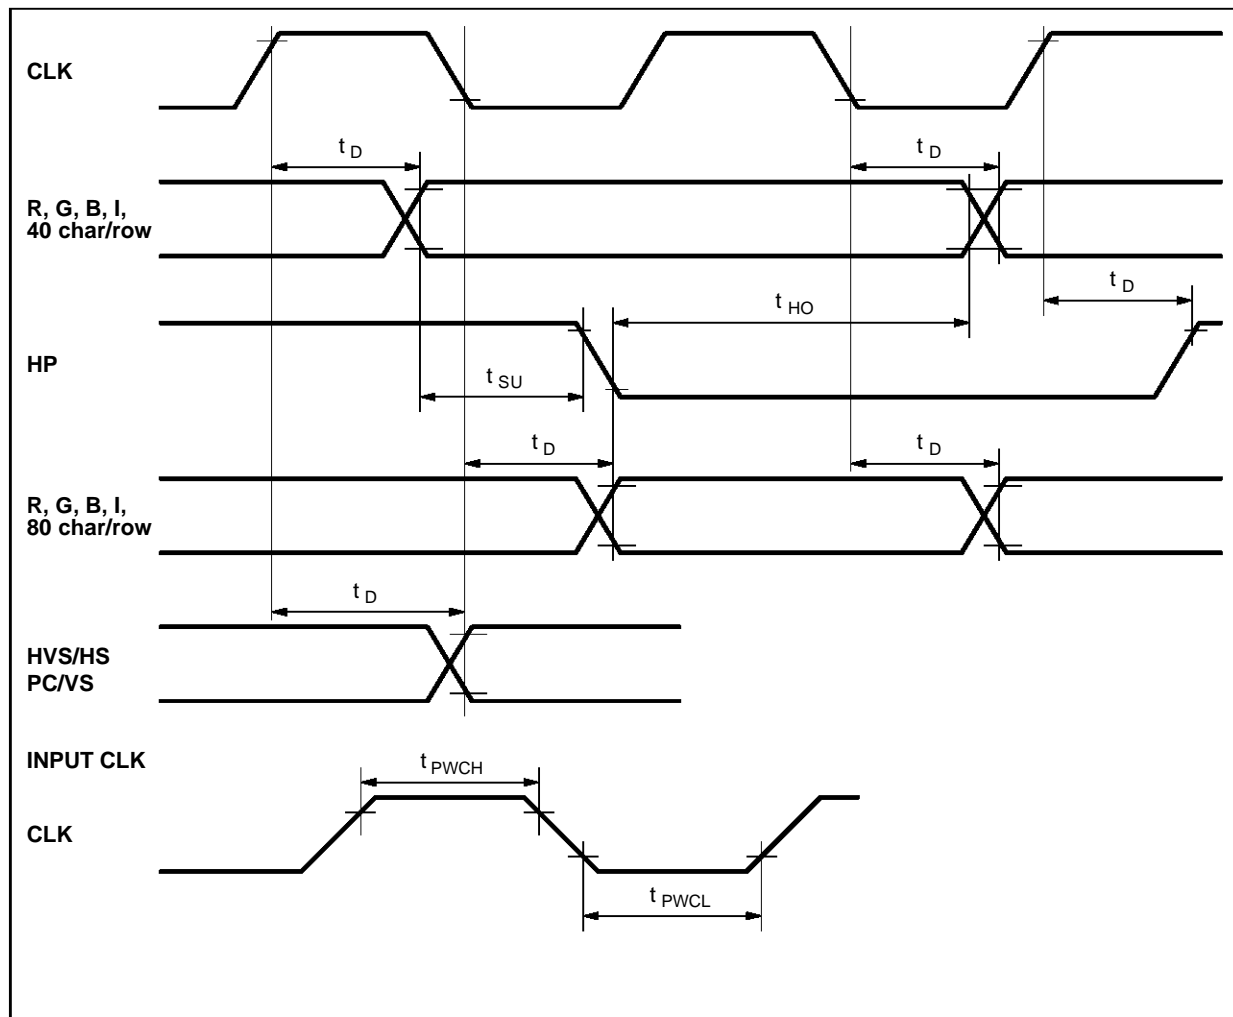 CLK
t D
t D
R, G, B, I,
40 char/row
t D
t HO
HP
t SU
t D
t D
R, G, B, I,
80 char/row
t D
HVS/HS
PC/VS
INPUT CLK
t PWCH
CLK
t PWCL